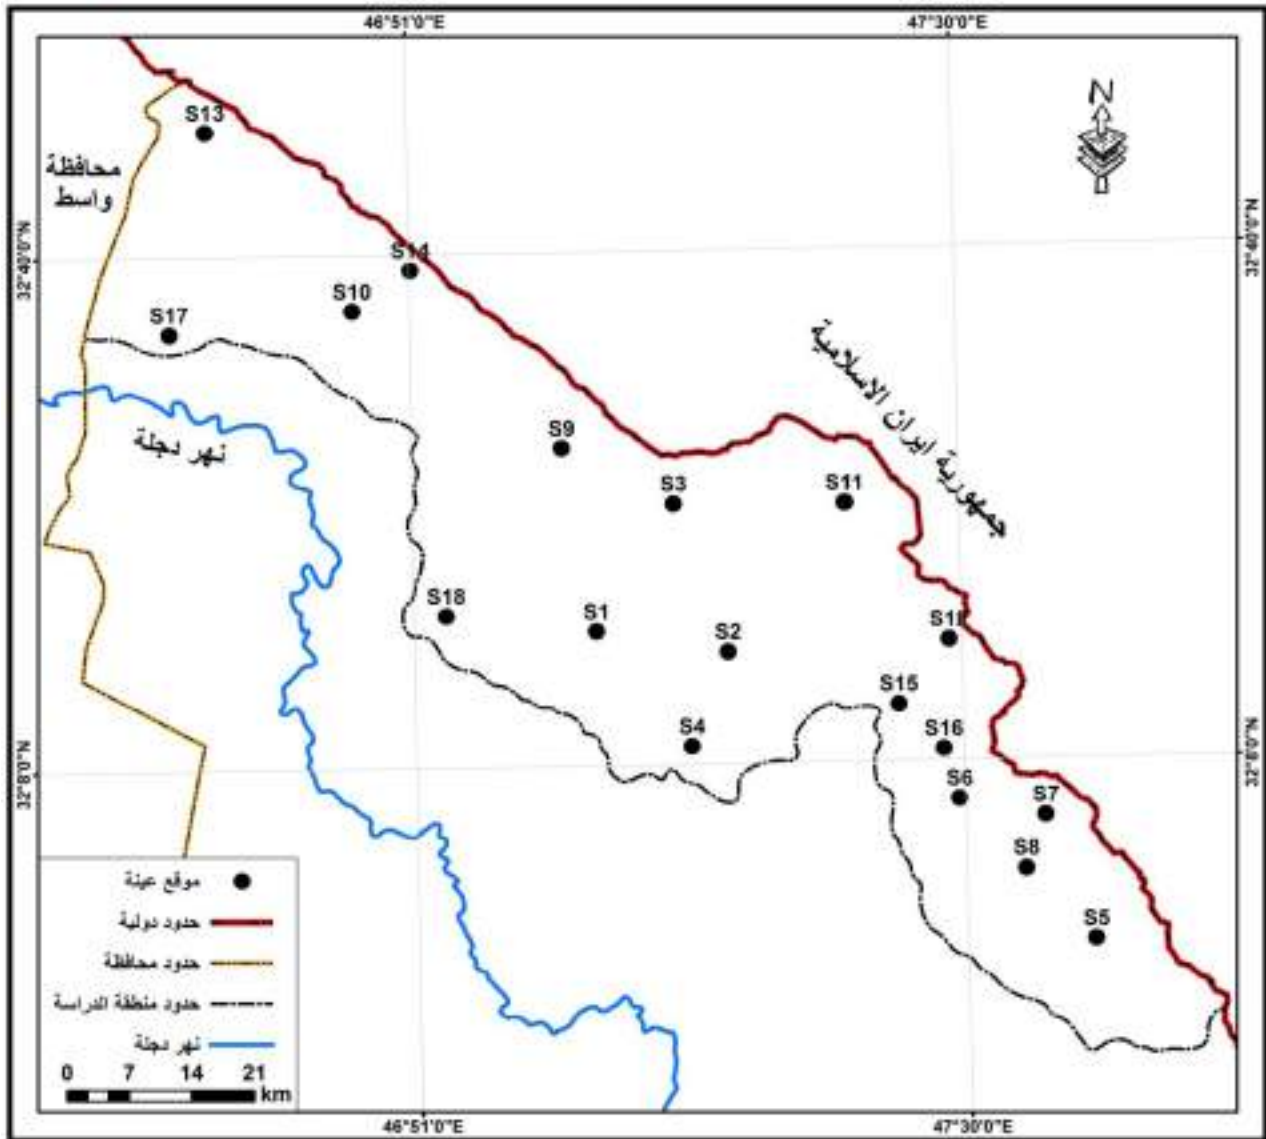 46°51'0"E
47°30'0"E
N
S13
محافظة
واسط
32°40'0"N
32°40'0"N
S14
S10
S17
جمهورية ايران الاسلامية
نهر دجلة
S9
S3
S11
S18
S1
S2
S11
S15
S4
S16
32°8'0"N
32°8'0"N
S6
S7
S8
S5
موقع عينة
حدود دولية
حدود محافظة
حدود منطقة الدراسة
نهر دجلة
0 7 14 21
km
46°51'0"E
47°30'0"E